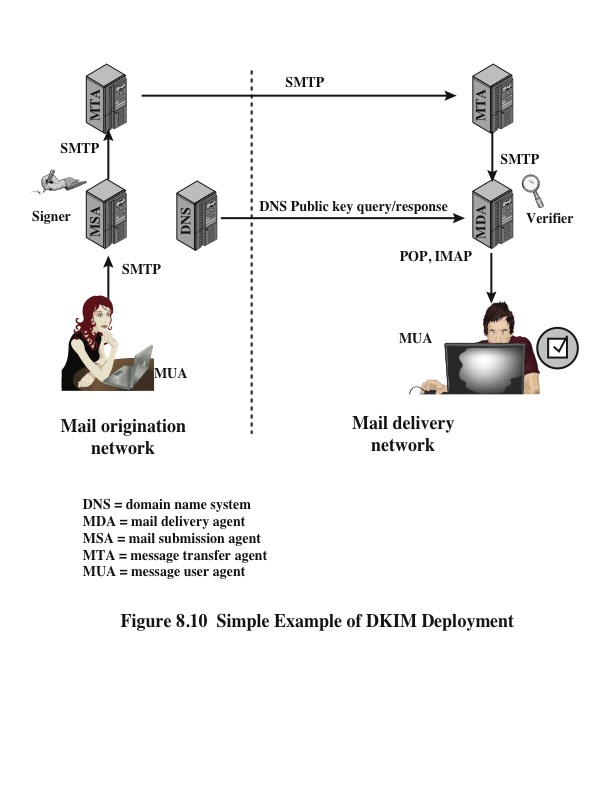 SMTP
MTA
MTA
SMTP
SMTP
Signer
MSA
DNS
DNS Public key query/response
MDA
Verifier
POP, IMAP
SMTP
MUA
MUA
Mail origination
network
Mail delivery
network
DNS = domain name system
MDA = mail delivery agent
MSA = mail submission agent
MTA = message transfer agent
MUA = message user agent
Figure 8.10  Simple Example of DKIM Deployment